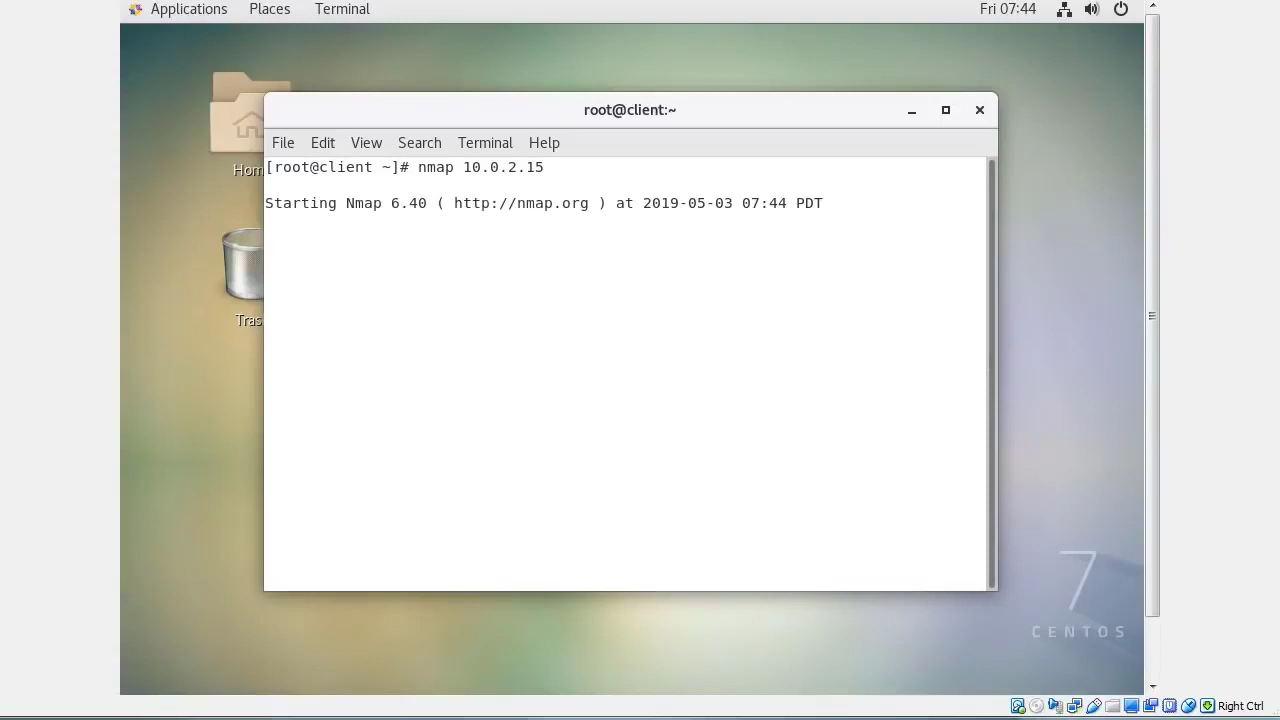 Applications Places Terminal Fri 07:44
root@client:~
File Edit View Search Terminal Help
Home
[root@client ~]# nmap 10.0.2.15
Starting Nmap 6.40 ( http://nmap.org ) at 2019-05-03 07:44 PDT
Tras
7
CENTOS
Right Ctrl